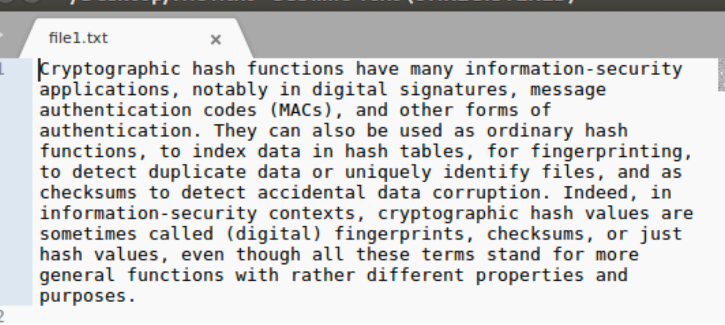 file1.txt ×
1 Cryptographic hash functions have many information-security
applications, notably in digital signatures, message
authentication codes (MACs), and other forms of
authentication. They can also be used as ordinary hash
functions, to index data in hash tables, for fingerprinting,
to detect duplicate data or uniquely identify files, and as
checksums to detect accidental data corruption. Indeed, in
information-security contexts, cryptographic hash values are
sometimes called (digital) fingerprints, checksums, or just
hash values, even though all these terms stand for more
general functions with rather different properties and
purposes.
2